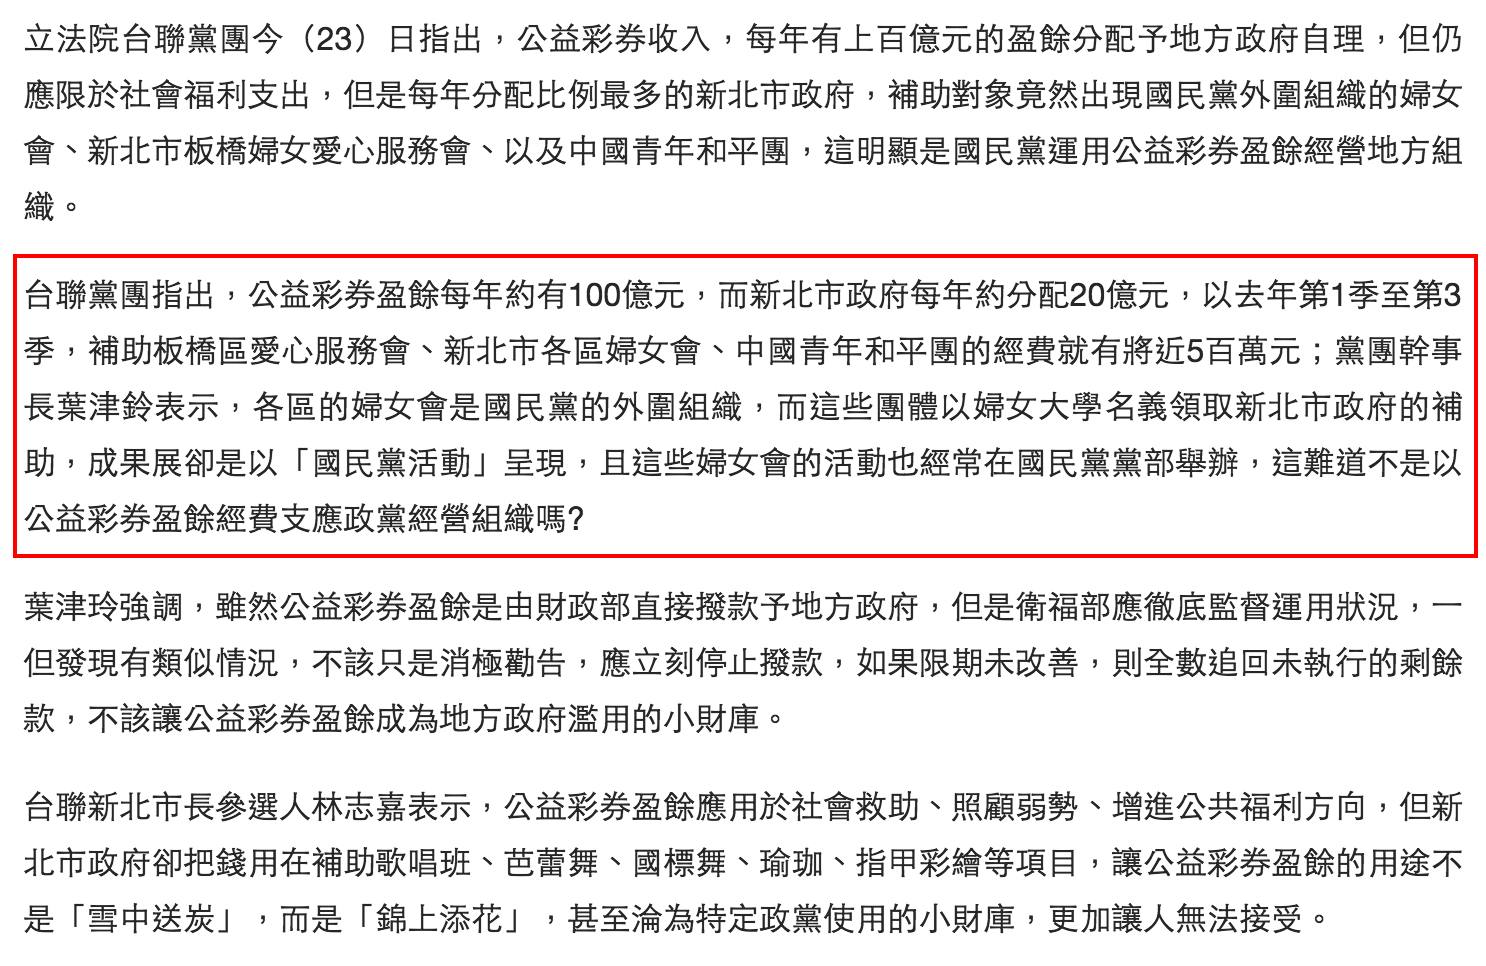 立法院台聯黨團今（23）日指出，公益彩券收入，每年有上百億元的盈餘分配予地方政府自理，但仍
應限於社會福利支出，但是每年分配比例最多的新北市政府，補助對象竟然出現國民黨外圍組織的婦女
會、新北市板橋婦女愛心服務會、以及中國青年和平團，這明顯是國民黨運用公益彩券盈餘經營地方組
織。
台聯黨團指出，公益彩券盈餘每年約有100億元，而新北市政府每年約分配20億元，以去年第1季至第3
季，補助板橋區愛心服務會、新北市各區婦女會、中國青年和平團的經費就有將近5百萬元；黨團幹事
長葉津鈴表示，各區的婦女會是國民黨的外圍組織，而這些團體以婦女大學名義領取新北市政府的補
助，成果展卻是以「國民黨活動」呈現，且這些婦女會的活動也經常在國民黨黨部舉辦，這難道不是以
公益彩券盈餘經費支應政黨經營組織嗎?
葉津玲強調，雖然公益彩券盈餘是由財政部直接撥款予地方政府，但是衛福部應徹底監督運用狀況，一
但發現有類似情況，不該只是消極勸告，應立刻停止撥款，如果限期未改善，則全數追回未執行的剩餘
款，不該讓公益彩券盈餘成為地方政府濫用的小財庫。
台聯新北市長參選人林志嘉表示，公益彩券盈餘應用於社會救助、照顧弱勢、增進公共福利方向，但新
北市政府卻把錢用在補助歌唱班、芭蕾舞、國標舞、瑜珈、指甲彩繪等項目，讓公益彩券盈餘的用途不
是「雪中送炭」，而是「錦上添花」，甚至淪為特定政黨使用的小財庫，更加讓人無法接受。